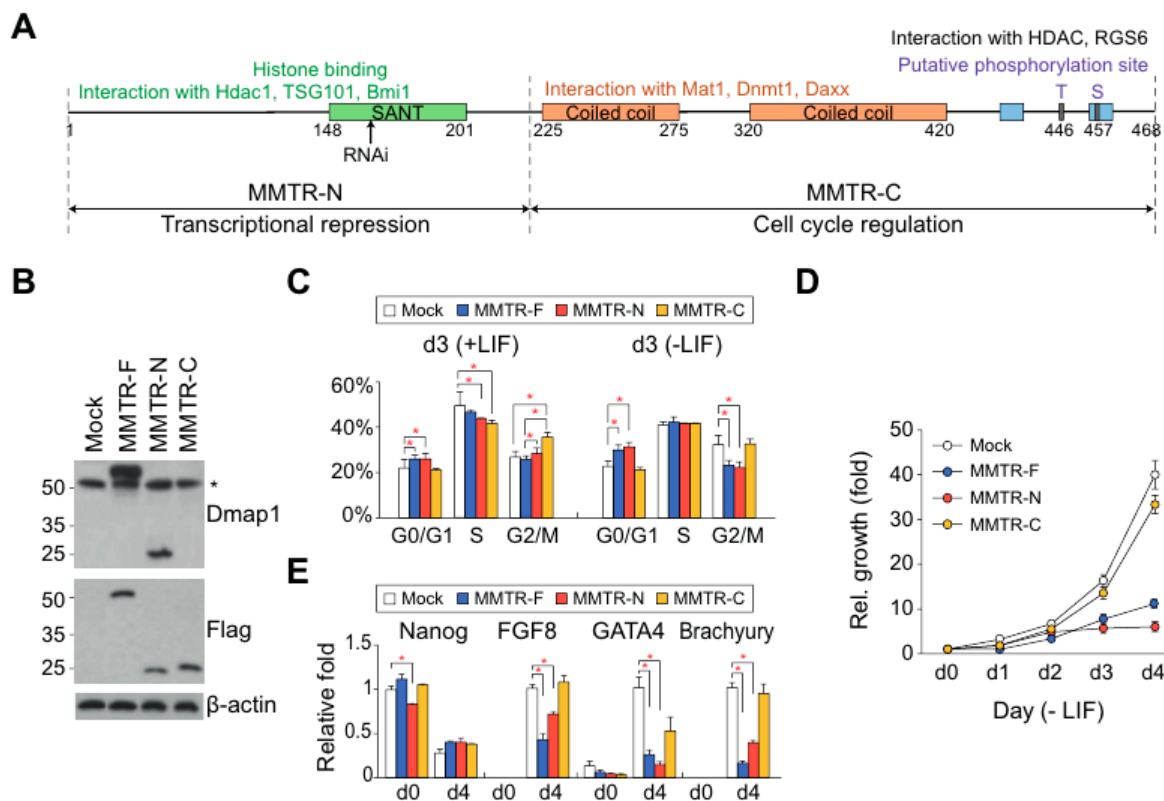 A
Interaction with HDAC, RGS6
Histone binding
Putative phosphorylation site
Interaction with Hdac1, TSG101, Bmi1
Interaction with Mat1, Dnmt1, Daxx
T S
SANT Coiled coil Coiled coil
1 148 201 225 275 320 420 446 457 468
RNAi
MMTR-N MMTR-C
Transcriptional repression Cell cycle regulation
B
Mock MMTR-F MMTR-N MMTR-C
50 *
Dmap1
35
25
50
Flag
35
25
β-actin
C
Mock MMTR-F MMTR-N MMTR-C
d3 (+LIF) d3 (-LIF)
* * * * * * * * * * *
60%
40%
20%
0%
G0/G1 S G2/M G0/G1 S G2/M
D
Mock
MMTR-F
MMTR-N
MMTR-C
Rel. growth (fold)
50
40
30
20
10
0
d0 d1 d2 d3 d4
Day (- LIF)
E
Mock MMTR-F MMTR-N MMTR-C
Nanog FGF8 GATA4 Brachyury
* * * * * * *
Relative fold
1
0.5
0
d0 d4 d0 d4 d0 d4 d0 d4